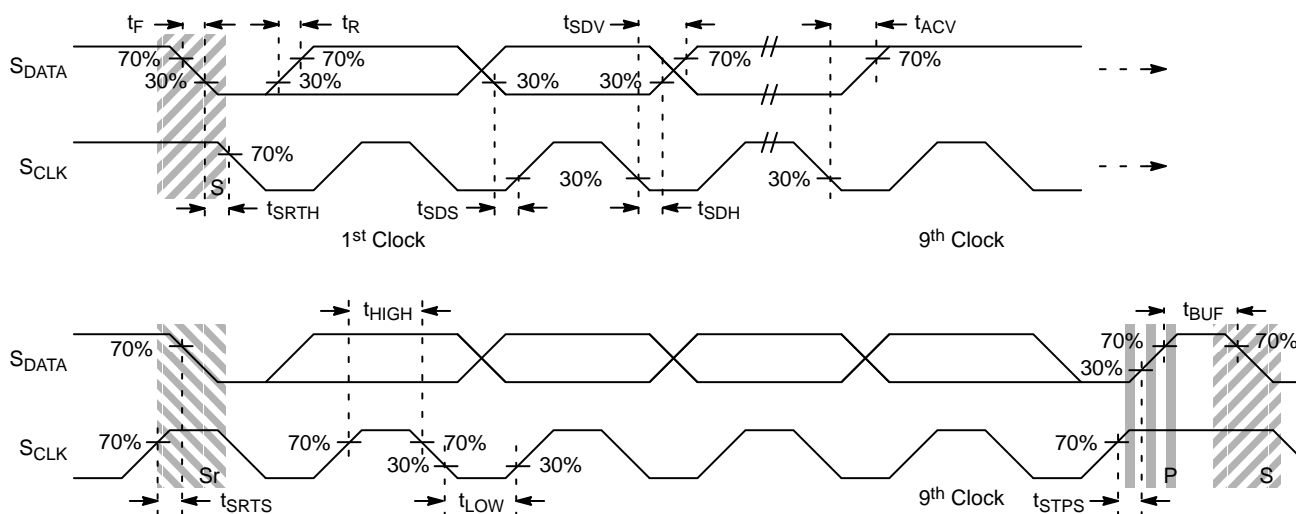 tF tR tSDV tACV
SDATA 70% 30% 70% 30% 30% 30% 70% 70%
SCLK 70% 30% 30%
S
tSRTH tSDS tSDH
1st Clock 9th Clock
tHIGH tBUF
SDATA 70% 30% 70% 70%
SCLK 70% 70% 70% 30% 30% 70%
Sr P S
tSRTS tLOW 9th Clock tSTPS